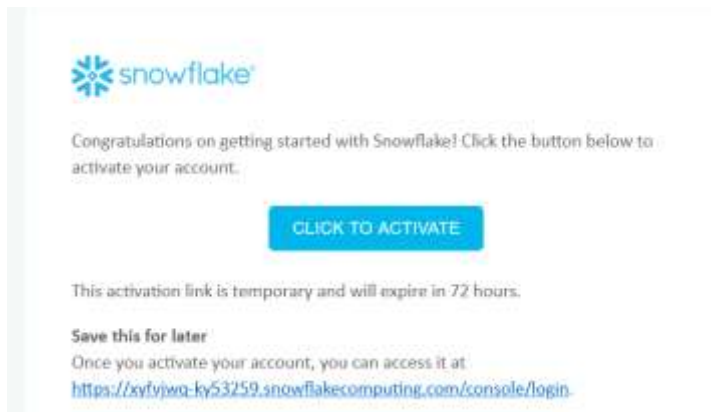 snowflake®
Congratulations on getting started with Snowflake! Click the button below to
activate your account.
CLICK TO ACTIVATE
This activation link is temporary and will expire in 72 hours.
Save this for later
Once you activate your account, you can access it at
https://xyfvjwq-ky53259.snowflakecomputing.com/console/login.